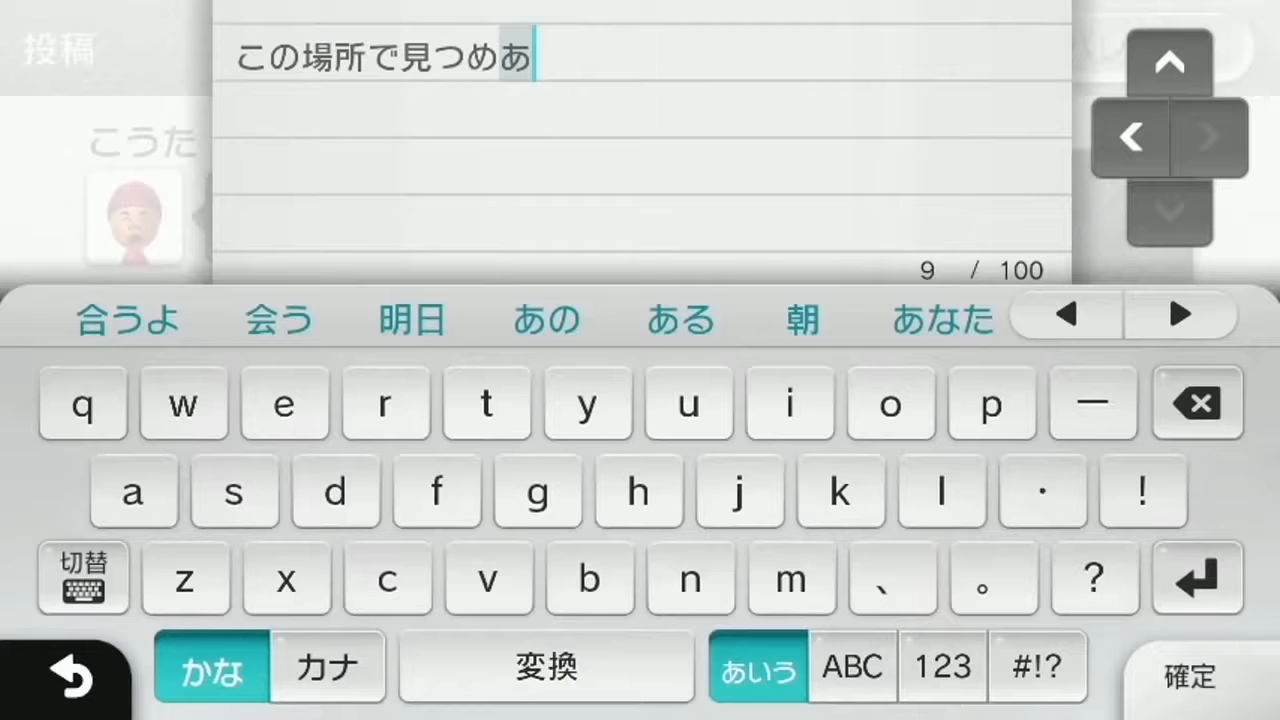 投稿
この場所で見つめあ
こうた
9 / 100
合うよ 会う 明日 あの ある 朝 あなた
q w e r t y u i o p ー
a s d f g h j k l ・ !
切替 z x c v b n m 、 。 ?
かな カナ 変換 あいう ABC 123 #!? 確定